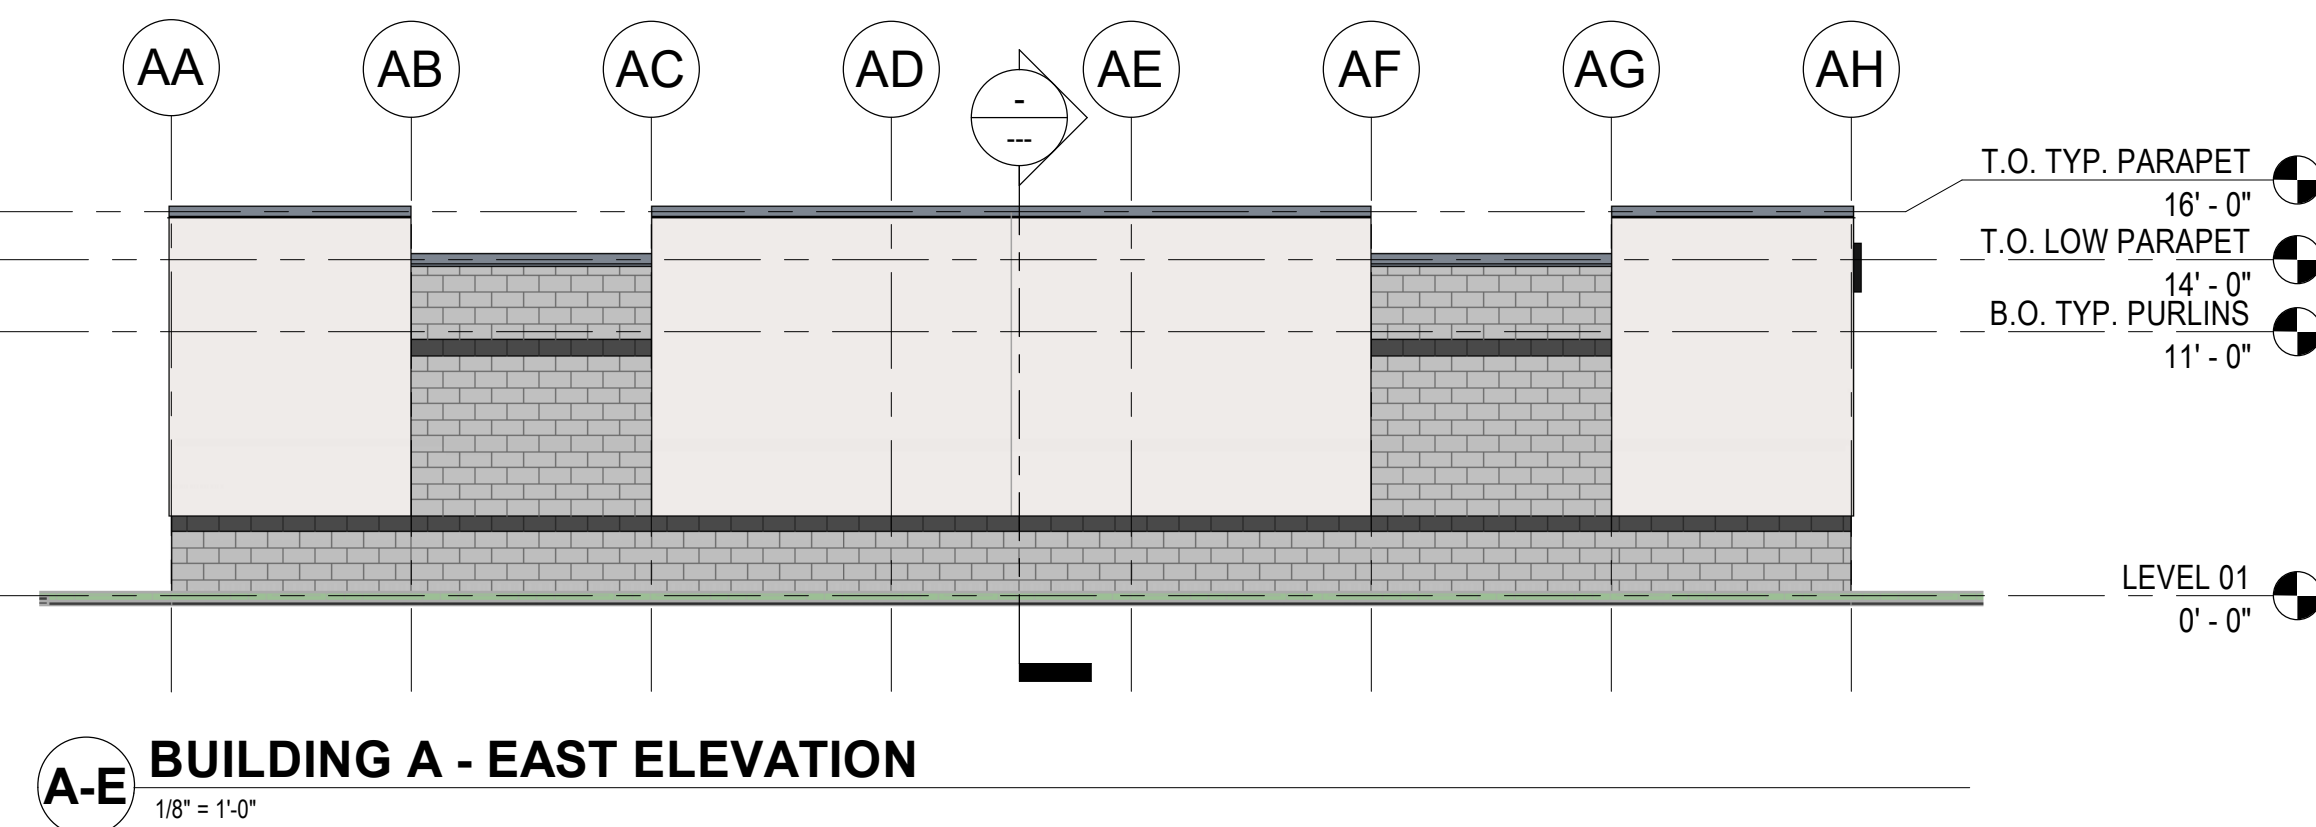 AA AB AC AD AE AF AG AH
-
---
T.O. TYP. PARAPET
16' - 0"
T.O. LOW PARAPET
14' - 0"
B.O. TYP. PURLINS
11' - 0"
LEVEL 01
0' - 0"
A-E BUILDING A - EAST ELEVATION
1/8" = 1'-0"